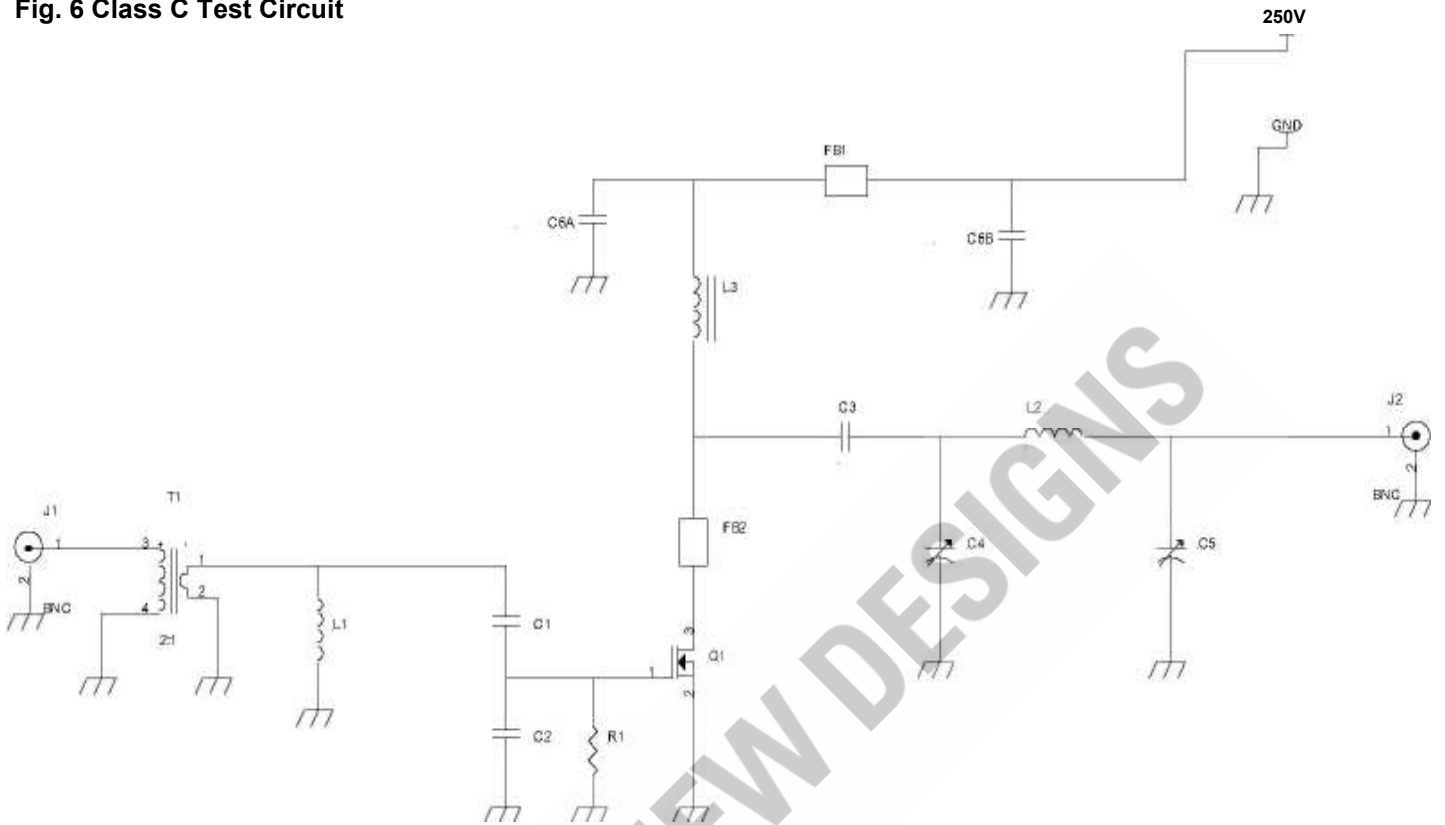 Fig. 6 Class C Test Circuit
250V
GND
FB1
C6A
C6B
L3
C3
L2
J2
1
2
BNC
T1
J1
1
2
BNC
3
4
1
2
2:1
L1
C1
FB2
C4
C5
3
Q1
1
2
C2
R1
EW DESIGNS